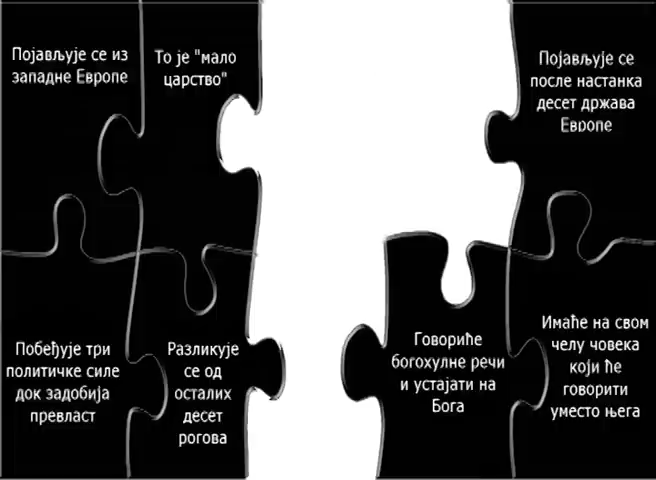 Појављује се из
западне Европе
То је "мало
царство"
Појављује се
после настанка
десет држава
Европе
Побеђује три
политичке силе
док задобија
превласт
Разликује
се од
осталих
десет
рогова
Говориће
богохулне речи
и устајати на
Бога
Имаће на свом
челу човека
који ће
говорити
уместо њега